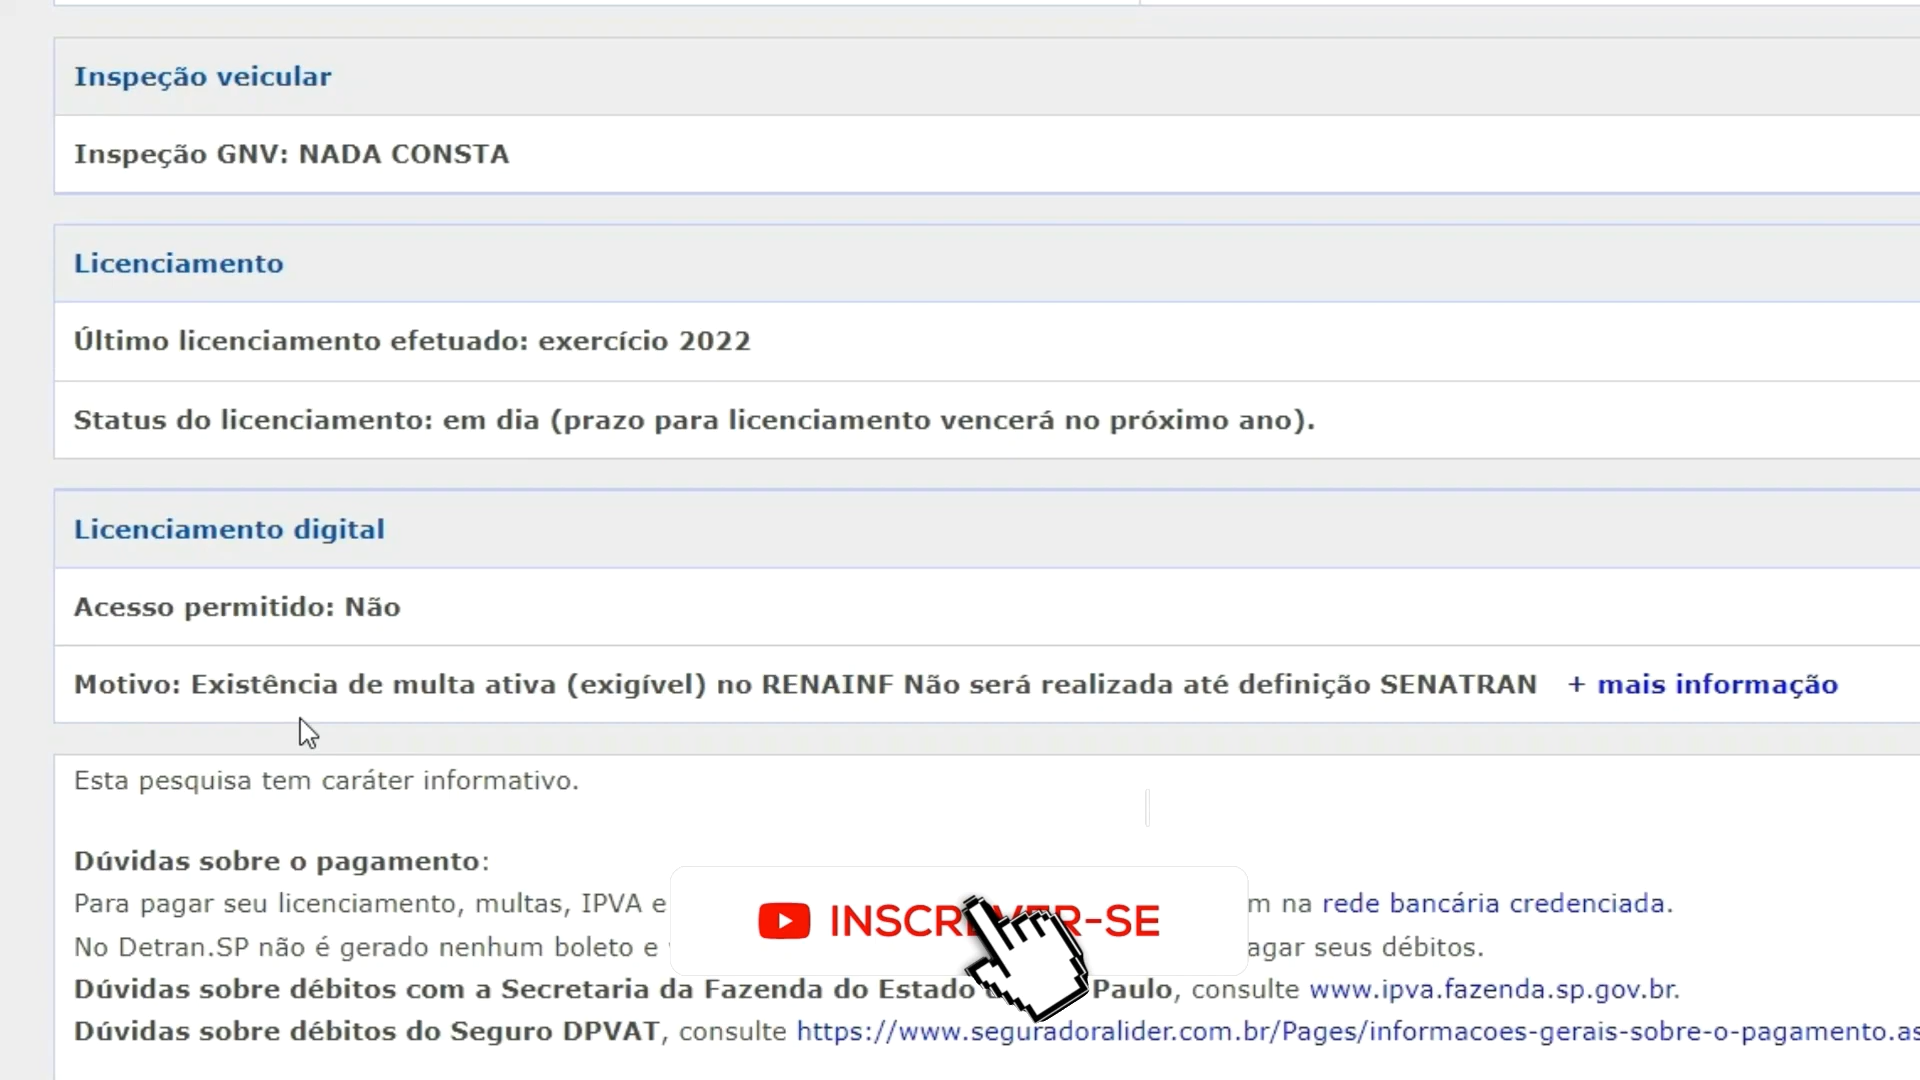 Inspeção veicular
Inspeção GNV: NADA CONSTA
Licenciamento
Último licenciamento efetuado: exercício 2022
Status do licenciamento: em dia (prazo para licenciamento vencerá no próximo ano).
Licenciamento digital
Acesso permitido: Não
Motivo: Existência de multa ativa (exigível) no RENAINF Não será realizada até definição SENATRAN + mais informação
Esta pesquisa tem caráter informativo.
Dúvidas sobre o pagamento:
Para pagar seu licenciamento, multas, IPVA e na rede bancária credenciada.
No Detran.SP não é gerado nenhum boleto e seus débitos.
INSCREVER-SE
Dúvidas sobre débitos com a Secretaria da Fazenda do Estado Paulo, consulte www.ipva.fazenda.sp.gov.br.
Dúvidas sobre débitos do Seguro DPVAT, consulte https://www.seguradoralider.com.br/Pages/informacoes-gerais-sobre-o-pagamento.as